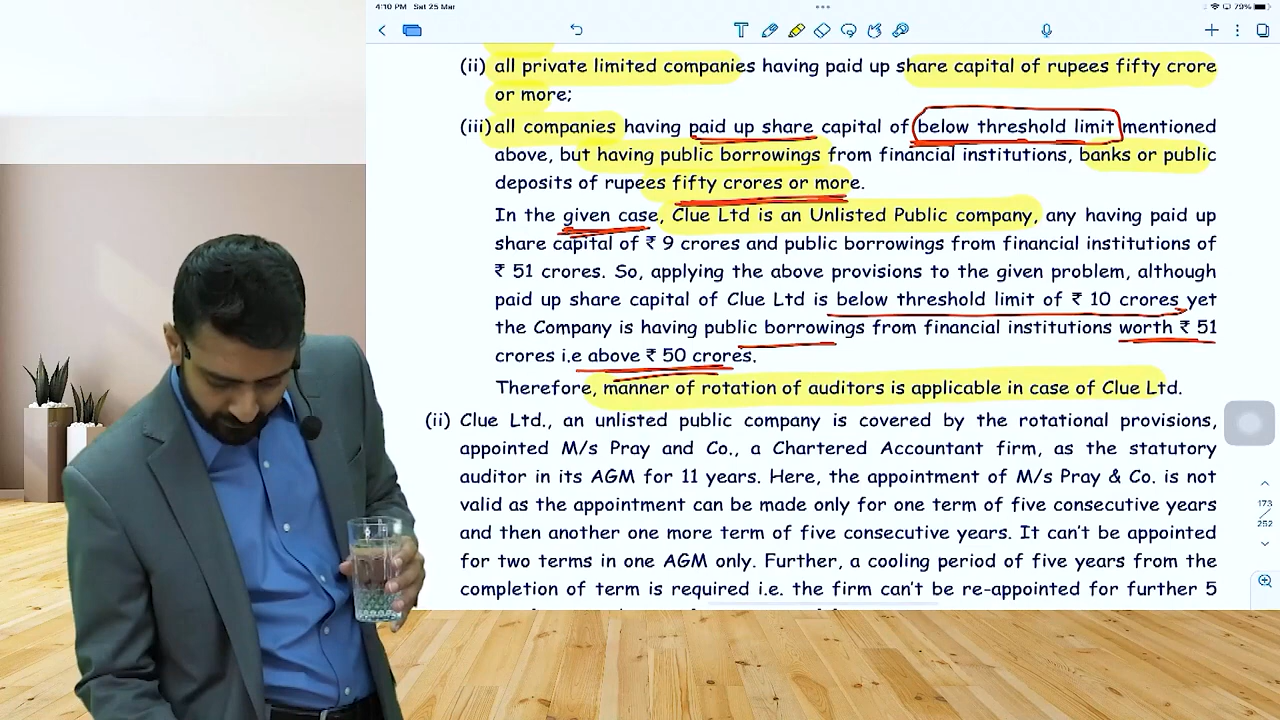 4:10 PM Sat 25 Mar
79%
T
(ii) all private limited companies having paid up share capital of rupees fifty crore
or more;
(iii) all companies having paid up share capital of below threshold limit mentioned
above, but having public borrowings from financial institutions, banks or public
deposits of rupees fifty crores or more.
In the given case, Clue Ltd is an Unlisted Public company, any having paid up
share capital of ₹ 9 crores and public borrowings from financial institutions of
₹ 51 crores. So, applying the above provisions to the given problem, although
paid up share capital of Clue Ltd is below threshold limit of ₹ 10 crores yet
the Company is having public borrowings from financial institutions worth ₹ 51
crores i.e above ₹ 50 crores.
Therefore, manner of rotation of auditors is applicable in case of Clue Ltd.
(ii) Clue Ltd., an unlisted public company is covered by the rotational provisions,
appointed M/s Pray and Co., a Chartered Accountant firm, as the statutory
auditor in its AGM for 11 years. Here, the appointment of M/s Pray & Co. is not
valid as the appointment can be made only for one term of five consecutive years
and then another one more term of five consecutive years. It can't be appointed
for two terms in one AGM only. Further, a cooling period of five years from the
completion of term is required i.e. the firm can't be re-appointed for further 5
173
252